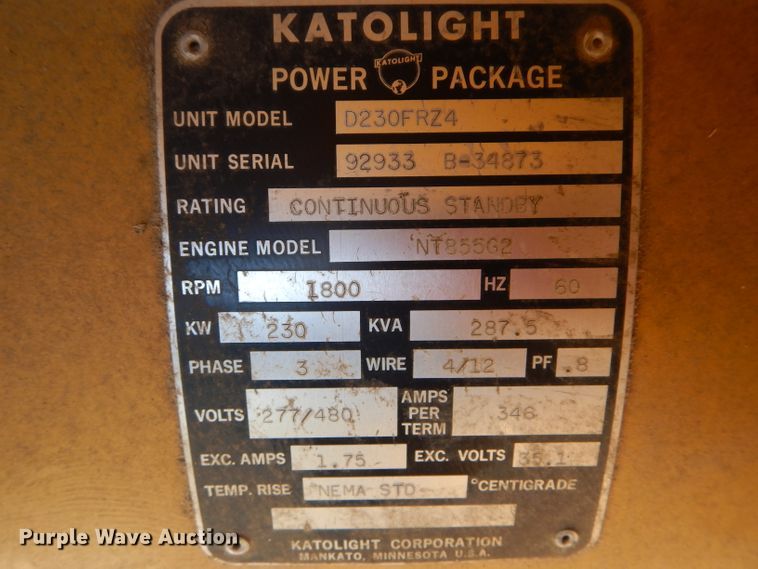 KATOLIGHT
POWER KATOLIGHT PACKAGE
UNIT MODEL D230FRZ4
UNIT SERIAL 92933 B-34873
RATING CONTINUOUS STANDBY
ENGINE MODEL NT855G2
RPM 1800 HZ 60
KW 230 KVA 287.5
PHASE 3 WIRE 4/12 PF .8
VOLTS 277/480 AMPS PER TERM 346
EXC. AMPS 1.75 EXC. VOLTS 35.1
TEMP. RISE NEMA STD °CENTIGRADE
KATOLIGHT CORPORATION
MANKATO, MINNESOTA U.S.A.
Purple Wave Auction